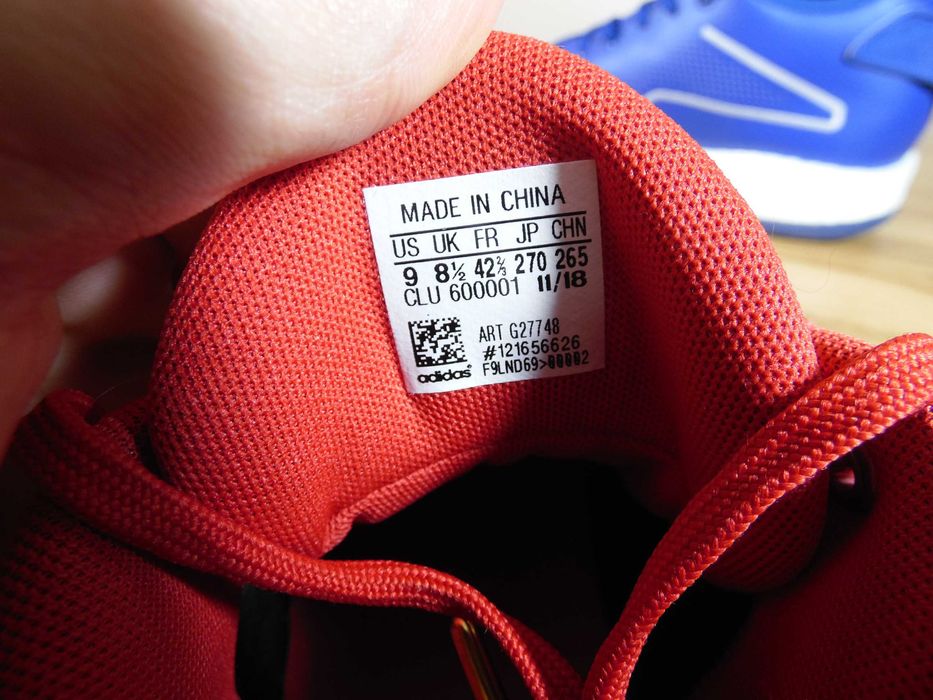 MADE IN CHINA
US UK FR JP CHN
9 8½ 42⅔ 270 265
CLU 600001 11/18
ART G27748
#121656626
F9LND69>00002
adidas®